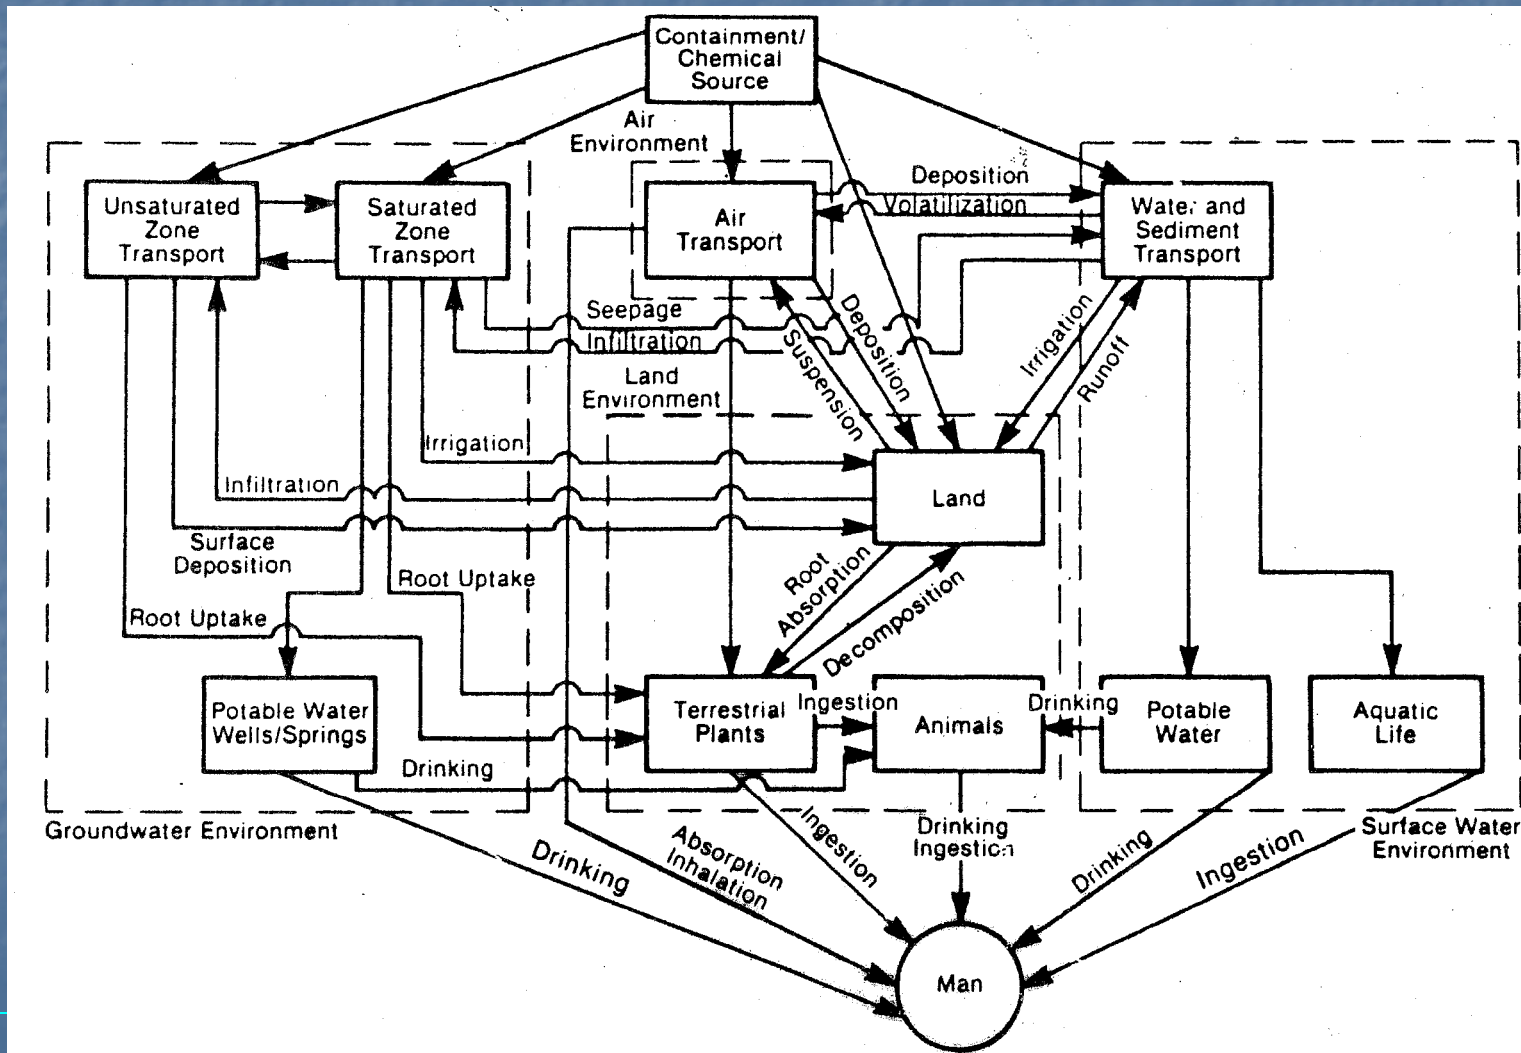 Containment/
Chemical
Source
Air
Environment
Unsaturated
Zone
Transport
Saturated
Zone
Transport
Air
Transport
Deposition
Volatilization
Water and
Sediment
Transport
Seepage
Infiltration
Suspension
Deposition
Irrigation
Runoff
Land
Environment
Irrigation
Infiltration
Land
Surface
Deposition
Root Uptake
Root Uptake
Root
Absorption
Decomposition
Potable Water
Wells/Springs
Terrestrial
Plants
Ingestion
Animals
Drinking
Potable
Water
Aquatic
Life
Drinking
Groundwater Environment
Drinking
Absorption
Inhalation
Ingestion
Drinking
Ingestion
Drinking
Ingestion
Surface Water
Environment
Man